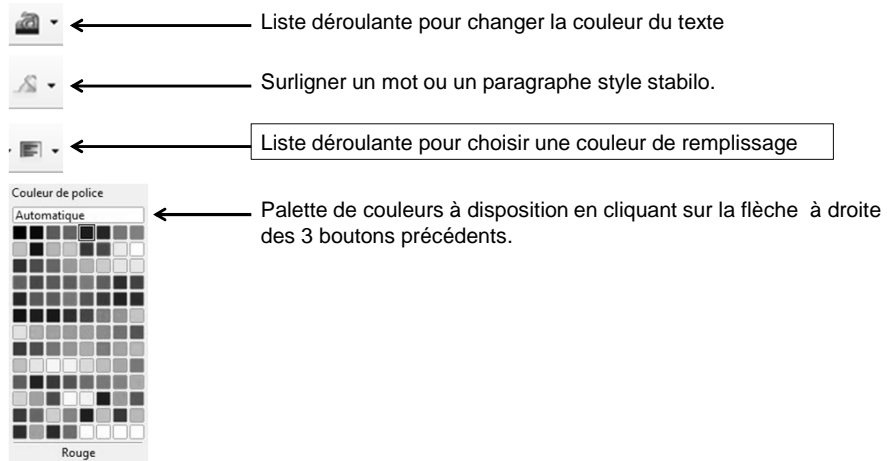 Liste déroulante pour changer la couleur du texte
Surligner un mot ou un paragraphe style stabilo.
Liste déroulante pour choisir une couleur de remplissage
Couleur de police
Automatique
Palette de couleurs à disposition en cliquant sur la flèche à droite
des 3 boutons précédents.
Rouge